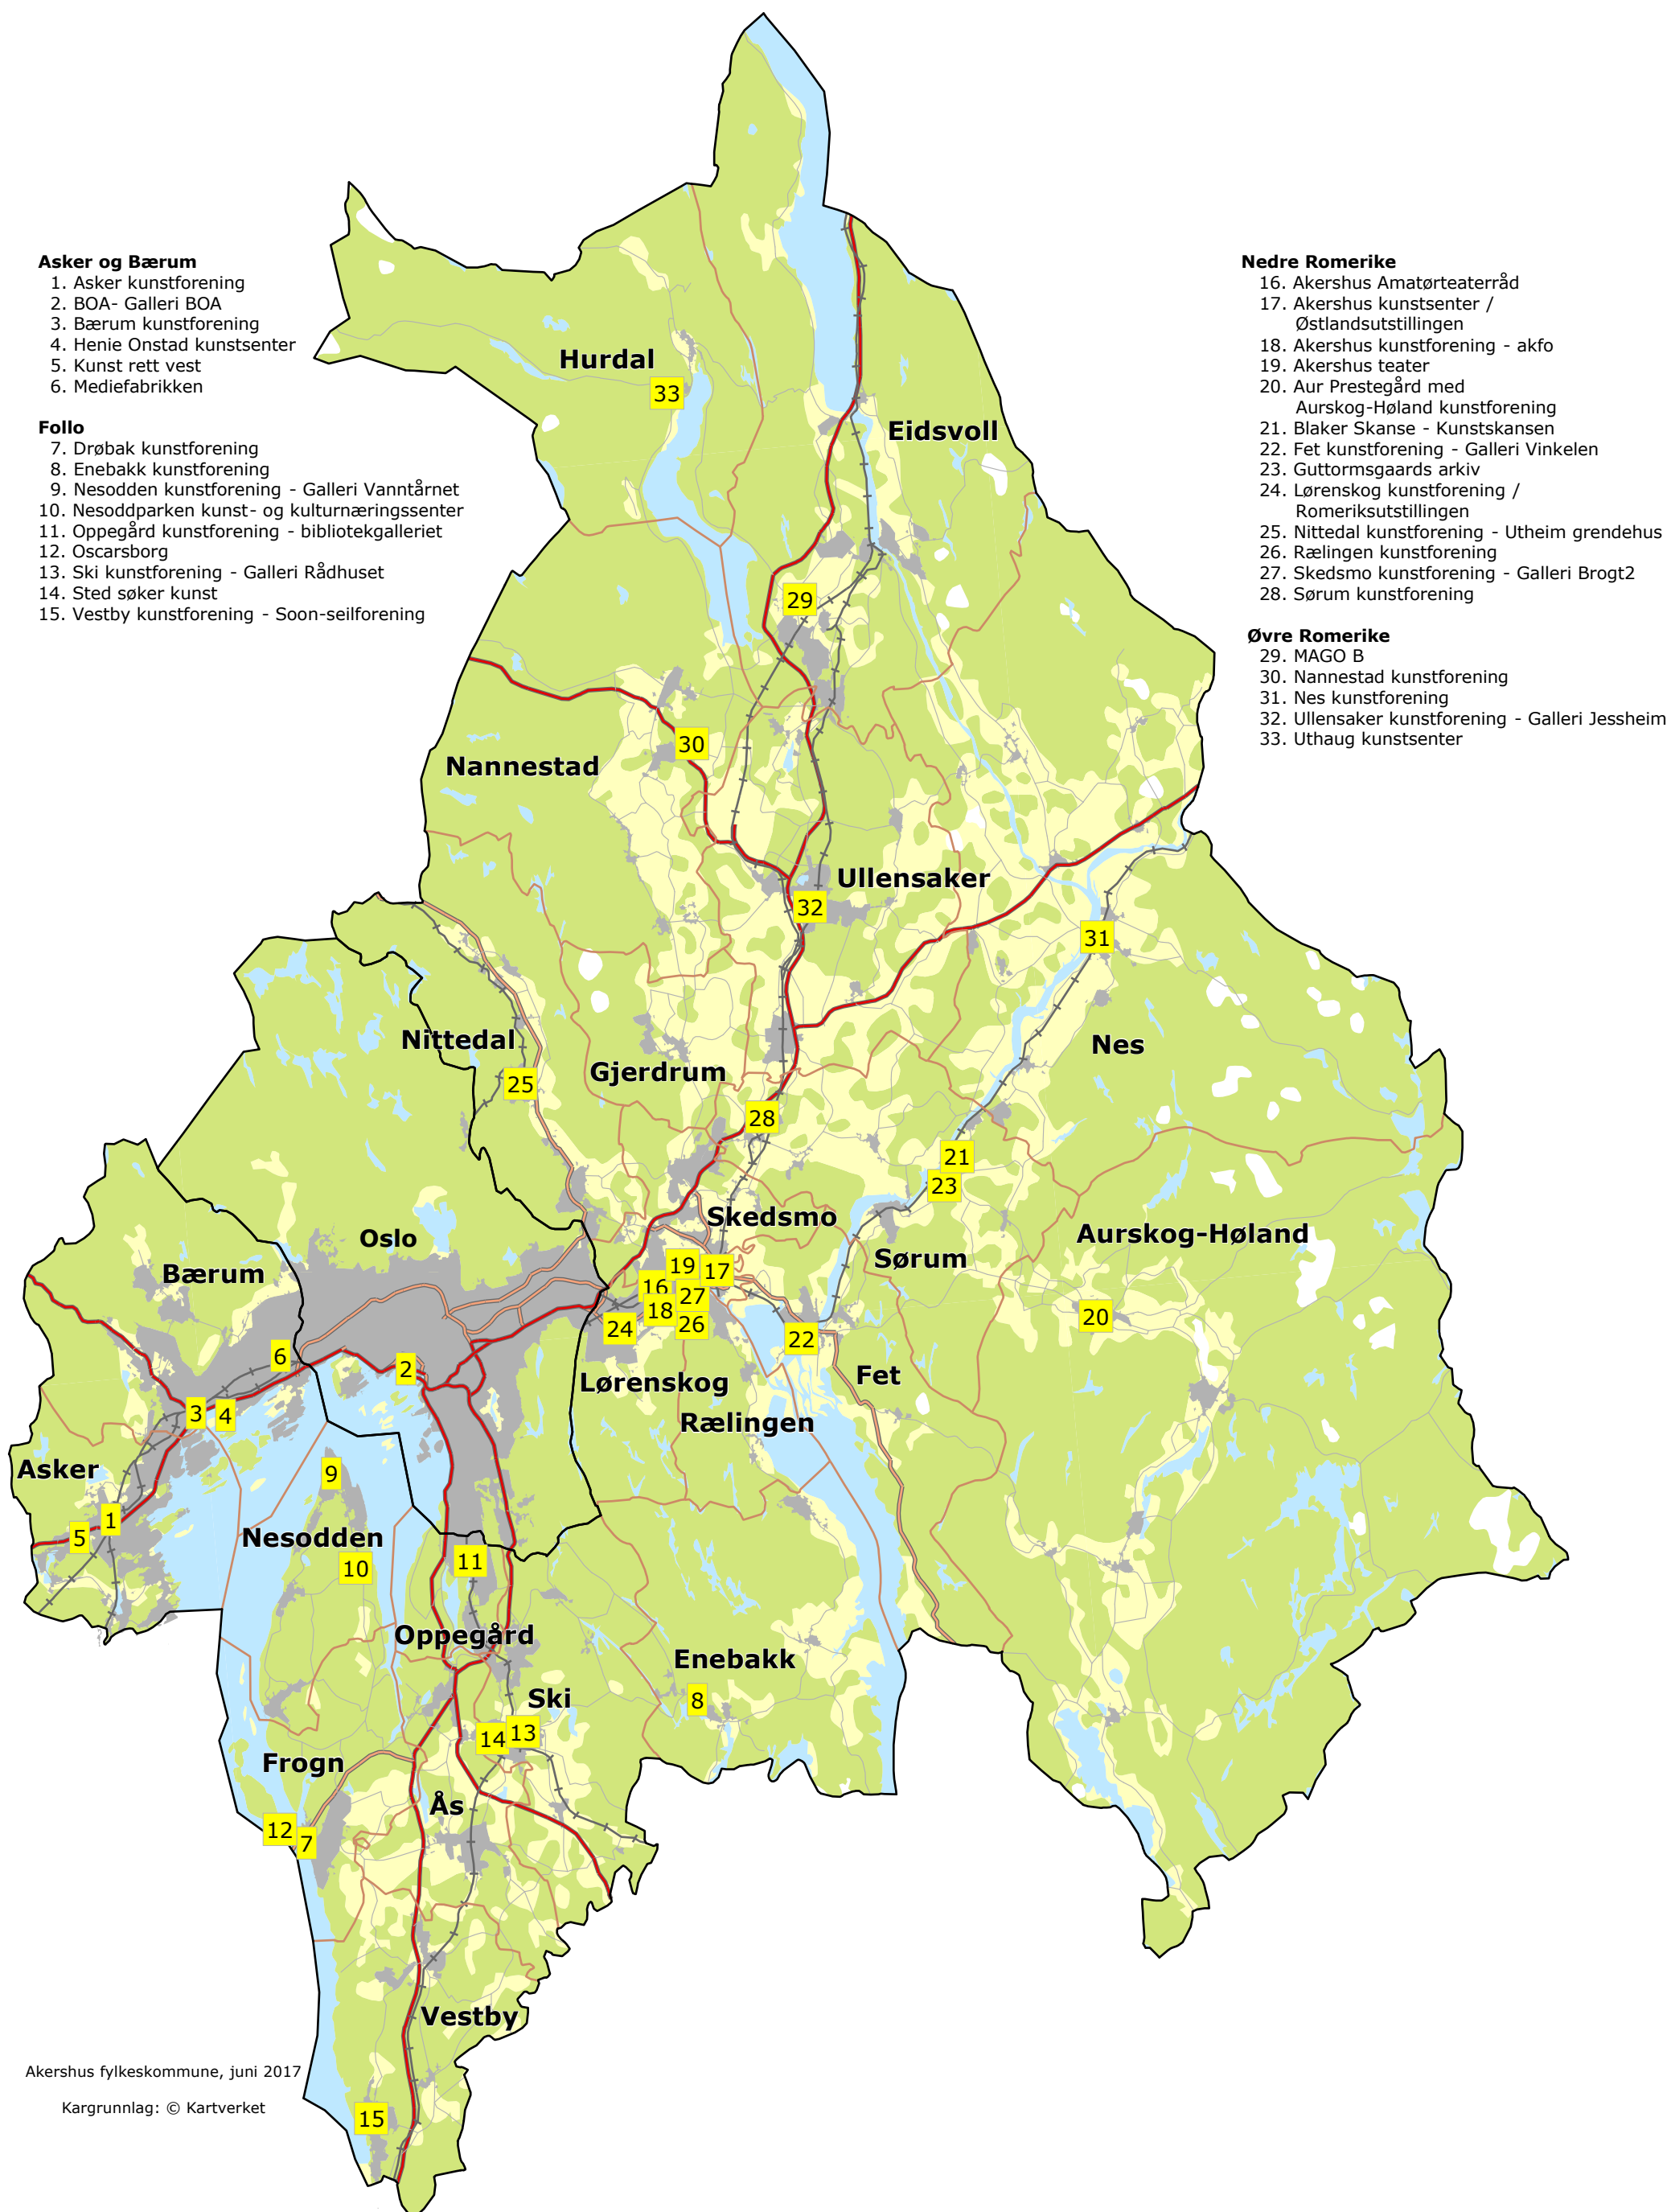 Asker og Bærum
1. Asker kunstforening
2. BOA- Galleri BOA
3. Bærum kunstforening
4. Henie Onstad kunstsenter
5. Kunst rett vest
6. Mediefabrikken
Follo
7. Drøbak kunstforening
8. Enebakk kunstforening
9. Nesodden kunstforening - Galleri Vanntårnet
10. Nesoddparken kunst- og kulturnæringssenter
11. Oppegård kunstforening - bibliotekgalleriet
12. Oscarsborg
13. Ski kunstforening - Galleri Rådhuset
14. Sted søker kunst
15. Vestby kunstforening - Soon-seilforening
Nedre Romerike
16. Akershus Amatørteaterråd
17. Akershus kunstsenter /
Østlandsutstillingen
18. Akershus kunstforening - akfo
19. Akershus teater
20. Aur Prestegård med
Aurskog-Høland kunstforening
21. Blaker Skanse - Kunstskansen
22. Fet kunstforening - Galleri Vinkelen
23. Guttormsgaards arkiv
24. Lørenskog kunstforening /
Romeriksutstillingen
25. Nittedal kunstforening - Utheim grendehus
26. Rælingen kunstforening
27. Skedsmo kunstforening - Galleri Brogt2
28. Sørum kunstforening
Øvre Romerike
29. MAGO B
30. Nannestad kunstforening
31. Nes kunstforening
32. Ullensaker kunstforening - Galleri Jessheim
33. Uthaug kunstsenter
Hurdal
33
Eidsvoll
29
30
Nannestad
Ullensaker
32
31
Nittedal
Nes
Gjerdrum
25
28
21
23
Skedsmo
Oslo
Aurskog-Høland
Sørum
Bærum
19
17
16
27
18
20
26
24
22
6
2
Fet
Lørenskog
3
4
Rælingen
Asker
9
1
5
Nesodden
11
10
Oppegård
Enebakk
Ski
8
13
14
Frogn
Ås
12
7
Vestby
Akershus fylkeskommune, juni 2017
Kargrunnlag: © Kartverket
15